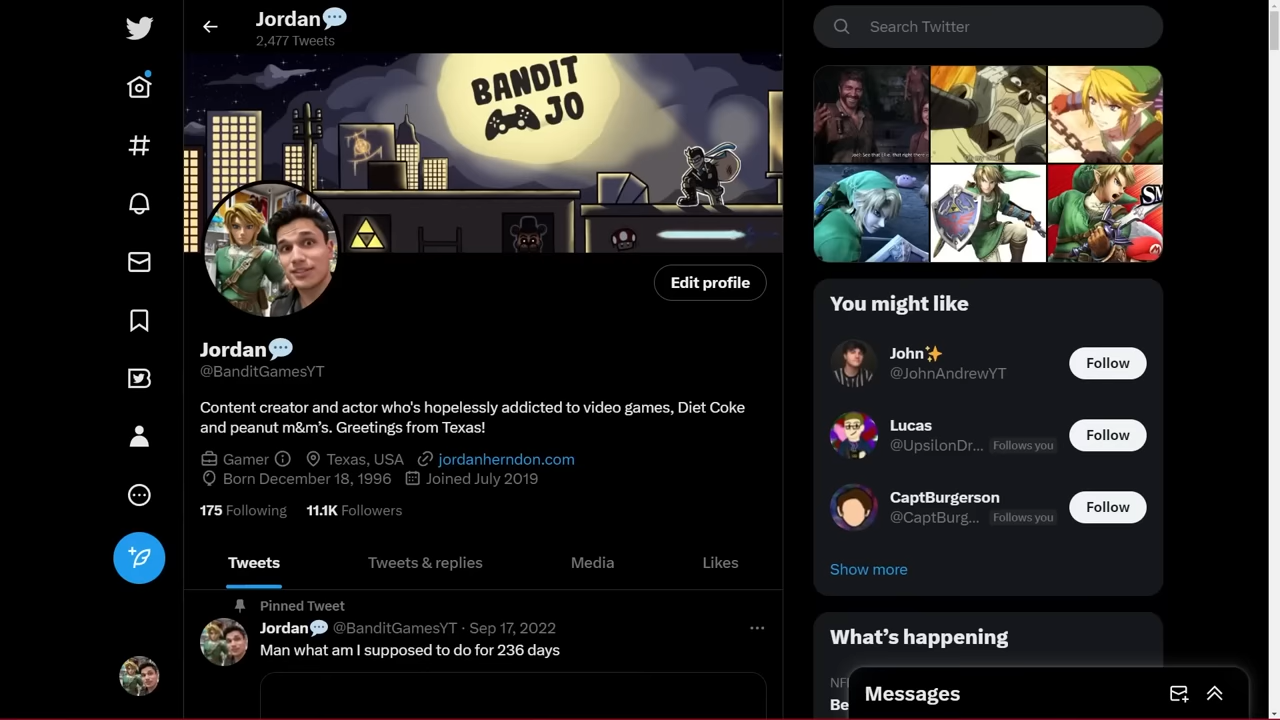 Jordan💬
2,477 Tweets
BANDIT
JO
Edit profile
Jordan💬
@BanditGamesYT
Content creator and actor who's hopelessly addicted to video games, Diet Coke
and peanut m&m’s. Greetings from Texas!
Gamer Texas, USA jordanherndon.com
Born December 18, 1996 Joined July 2019
175 Following 11.1K Followers
Tweets Tweets & replies Media Likes
Pinned Tweet
Jordan💬 @BanditGamesYT · Sep 17, 2022 ···
Man what am I supposed to do for 236 days
Search Twitter
SM
You might like
John✨
@JohnAndrewYT
Follow
Lucas
@UpsilonDr... Follows you
Follow
CaptBurgerson
@CaptBurg... Follows you
Follow
Show more
What’s happening
NF
Be
Messages